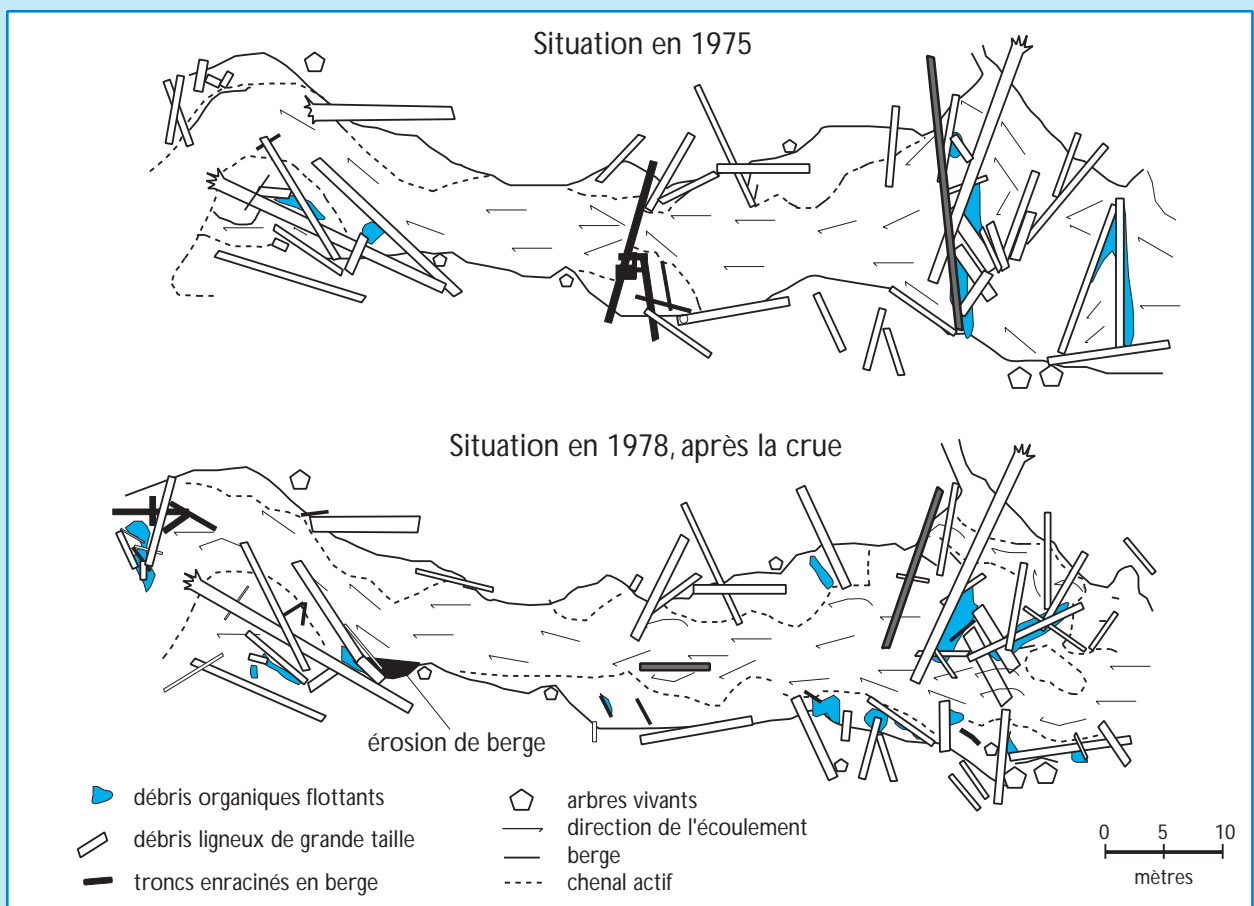 Situation en 1975
Situation en 1978, après la crue
érosion de berge
débris organiques flottants
débris ligneux de grande taille
troncs enracinés en berge
arbres vivants
direction de l'écoulement
berge
chenal actif
0 5 10
mètres